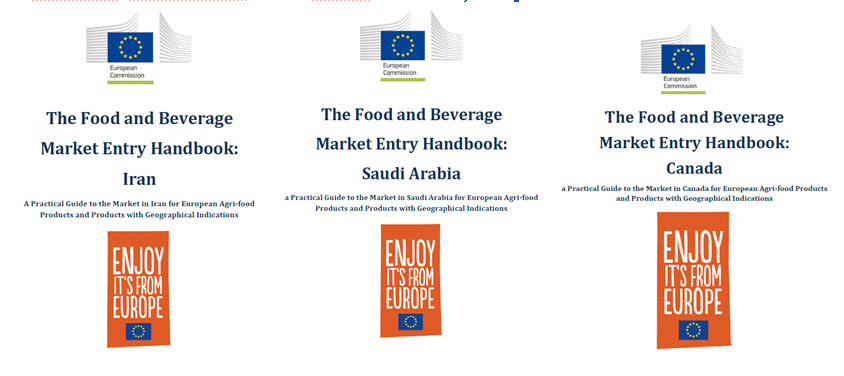 European
Commission
The Food and Beverage
Market Entry Handbook:
Iran
A Practical Guide to the Market in Iran for European Agri-food
Products and Products with Geographical Indications
ENJOY
IT'S FROM
EUROPE
European
Commission
The Food and Beverage
Market Entry Handbook:
Saudi Arabia
a Practical Guide to the Market in Saudi Arabia for European Agri-food
Products and Products with Geographical Indications
ENJOY
IT'S FROM
EUROPE
European
Commission
The Food and Beverage
Market Entry Handbook:
Canada
a Practical Guide to the Market in Canada for European Agri-food Products
and Products with Geographical Indications
ENJOY
IT'S FROM
EUROPE